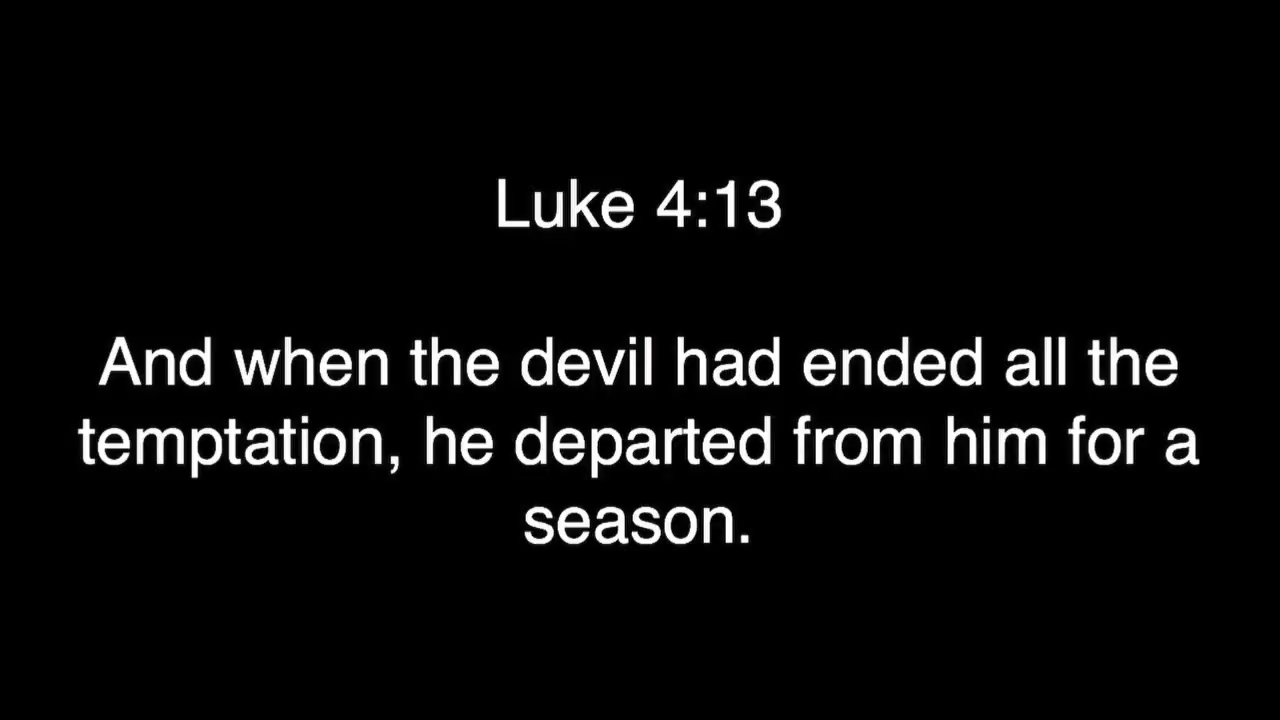 Luke 4:13
And when the devil had ended all the
temptation, he departed from him for a
season.